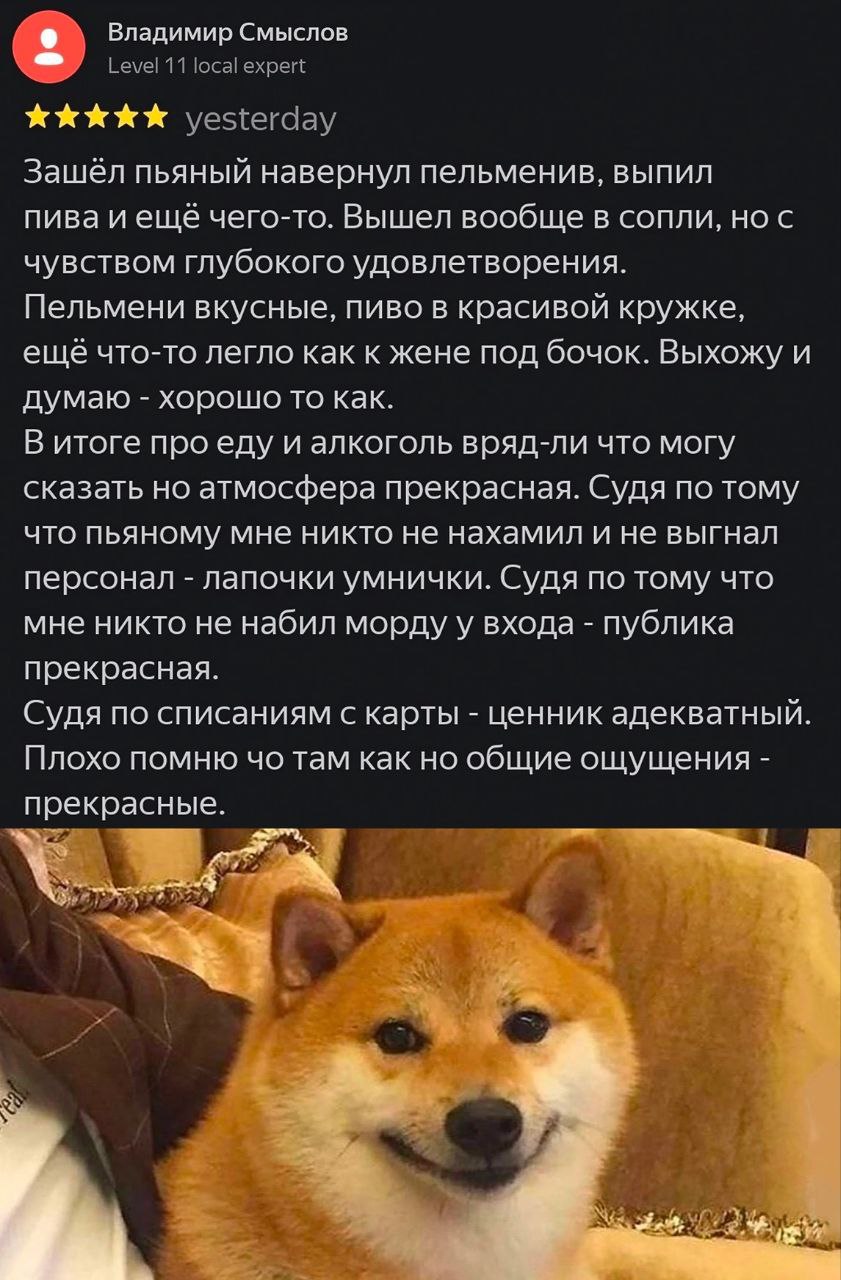 Владимир Смыслов
Level 11 local expert
yesterday
Зашёл пьяный навернул пельменив, выпил
пива и ещё чего-то. Вышел вообще в сопли, но с
чувством глубокого удовлетворения.
Пельмени вкусные, пиво в красивой кружке,
ещё что-то легло как к жене под бочок. Выхожу и
думаю - хорошо то как.
В итоге про еду и алкоголь вряд-ли что могу
сказать но атмосфера прекрасная. Судя по тому
что пьяному мне никто не нахамил и не выгнал
персонал - лапочки умнички. Судя по тому что
мне никто не набил морду у входа - публика
прекрасная.
Судя по списаниям с карты - ценник адекватный.
Плохо помню чо там как но общие ощущения -
прекрасные.
real